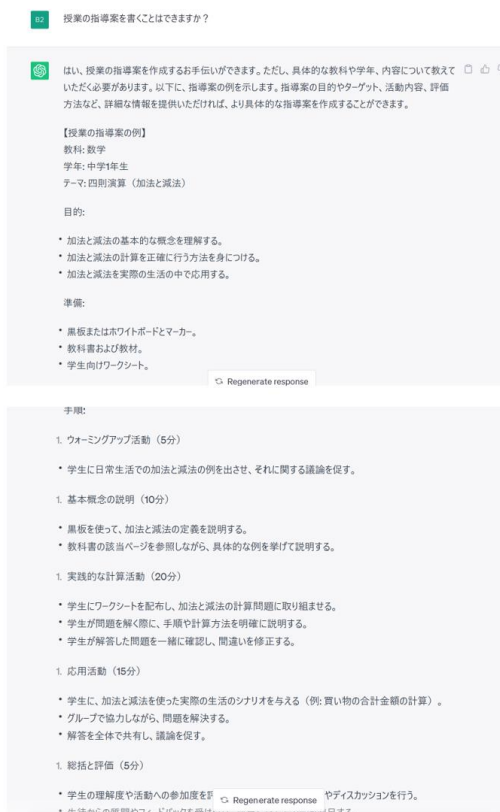 B2
授業の指導案を書くことはできますか？
はい、授業の指導案を作成するお手伝いができます。ただし、具体的な教科や学年、内容について教えて
いただく必要があります。以下に、指導案の例を示します。指導案の目的やターゲット、活動内容、評価
方法など、詳細な情報を提供いただければ、より具体的な指導案を作成することができます。
【授業の指導案の例】
教科: 数学
学年: 中学1年生
テーマ: 四則演算（加法と減法）
目的:
• 加法と減法の基本的な概念を理解する。
• 加法と減法の計算を正確に行う方法を身につける。
• 加法と減法を実際の生活の中で応用する。
準備:
• 黒板またはホワイトボードとマーカー。
• 教科書および教材。
• 学生向けワークシート。
Regenerate response
手順:
1. ウォーミングアップ活動（5分）
• 学生に日常生活での加法と減法の例を出させ、それに関する議論を促す。
1. 基本概念の説明（10分）
• 黒板を使って、加法と減法の定義を説明する。
• 教科書の該当ページを参照しながら、具体的な例を挙げて説明する。
1. 実践的な計算活動（20分）
• 学生にワークシートを配布し、加法と減法の計算問題に取り組ませる。
• 学生が問題を解く際に、手順や計算方法を明確に説明する。
• 学生が解答した問題を一緒に確認し、間違いを修正する。
1. 応用活動（15分）
• 学生に、加法と減法を使った実際の生活のシナリオを与える（例: 買い物の合計金額の計算）。
• グループで協力しながら、問題を解決する。
• 解答を全体で共有し、議論を促す。
1. 総括と評価（5分）
• 学生の理解度や活動への参加度を評 やディスカッションを行う。
Regenerate response